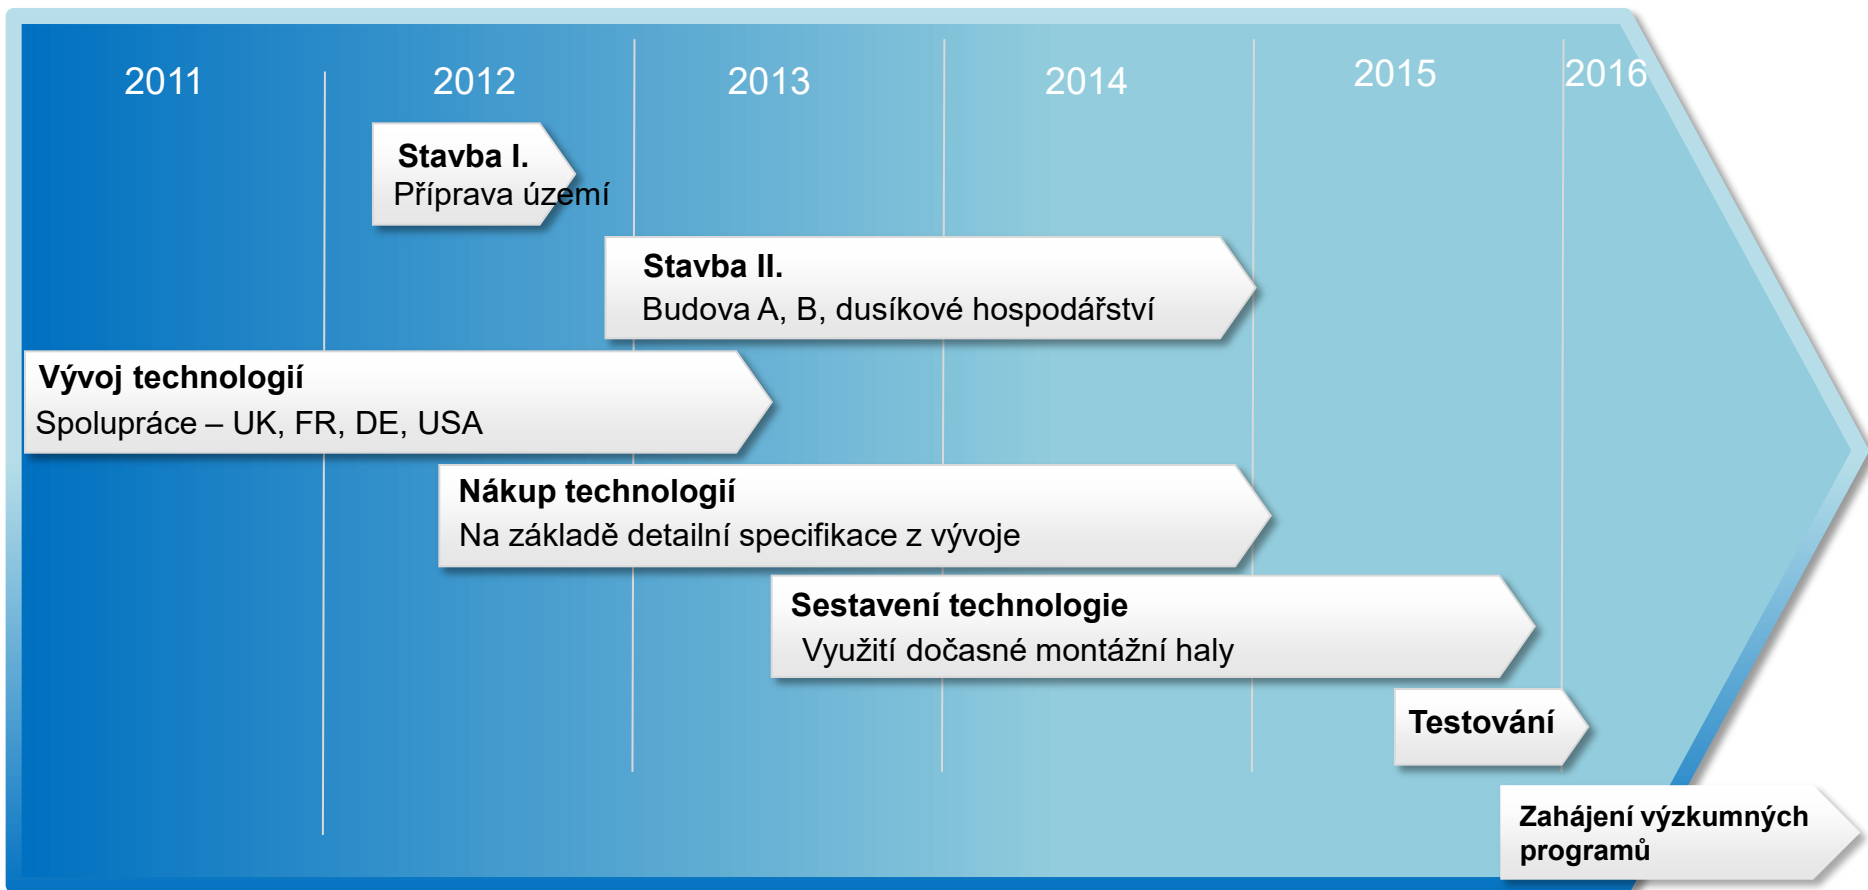 2011 2012 2013 2014 2015 2016
Stavba I.
Příprava území
Stavba II.
Budova A, B, dusíkové hospodářství
Vývoj technologií
Spolupráce – UK, FR, DE, USA
Nákup technologií
Na základě detailní specifikace z vývoje
Sestavení technologie
Využití dočasné montážní haly
Testování
Zahájení výzkumných
programů